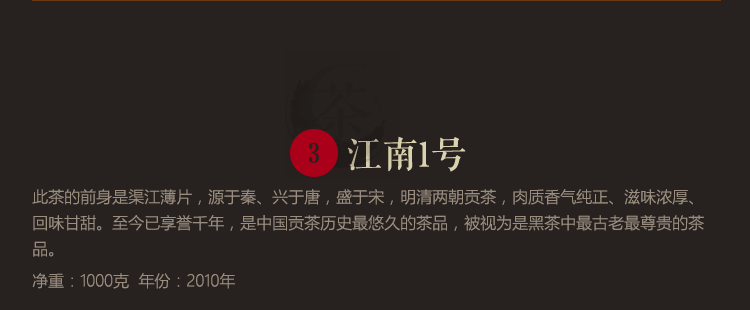 茶
3 江南1号
此茶的前身是渠江薄片，源于秦、兴于唐，盛于宋，明清两朝贡茶，肉质香气纯正、滋味浓厚、
回味甘甜。至今已享誉千年，是中国贡茶历史最悠久的茶品，被视为是黑茶中最古老最尊贵的茶
品。
净重：1000克 年份：2010年